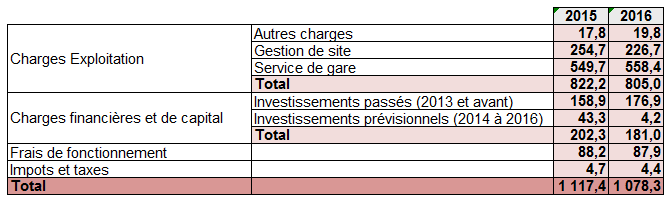 2015 2016
Charges Exploitation Autres charges 17,8 19,8
Gestion de site 254,7 226,7
Service de gare 549,7 558,4
Total 822,2 805,0
Charges financières et de capital Investissements passés (2013 et avant) 158,9 176,9
Investissements prévisionnels (2014 à 2016) 43,3 4,2
Total 202,3 181,0
Frais de fonctionnement 88,2 87,9
Impots et taxes 4,7 4,4
Total 1 117,4 1 078,3